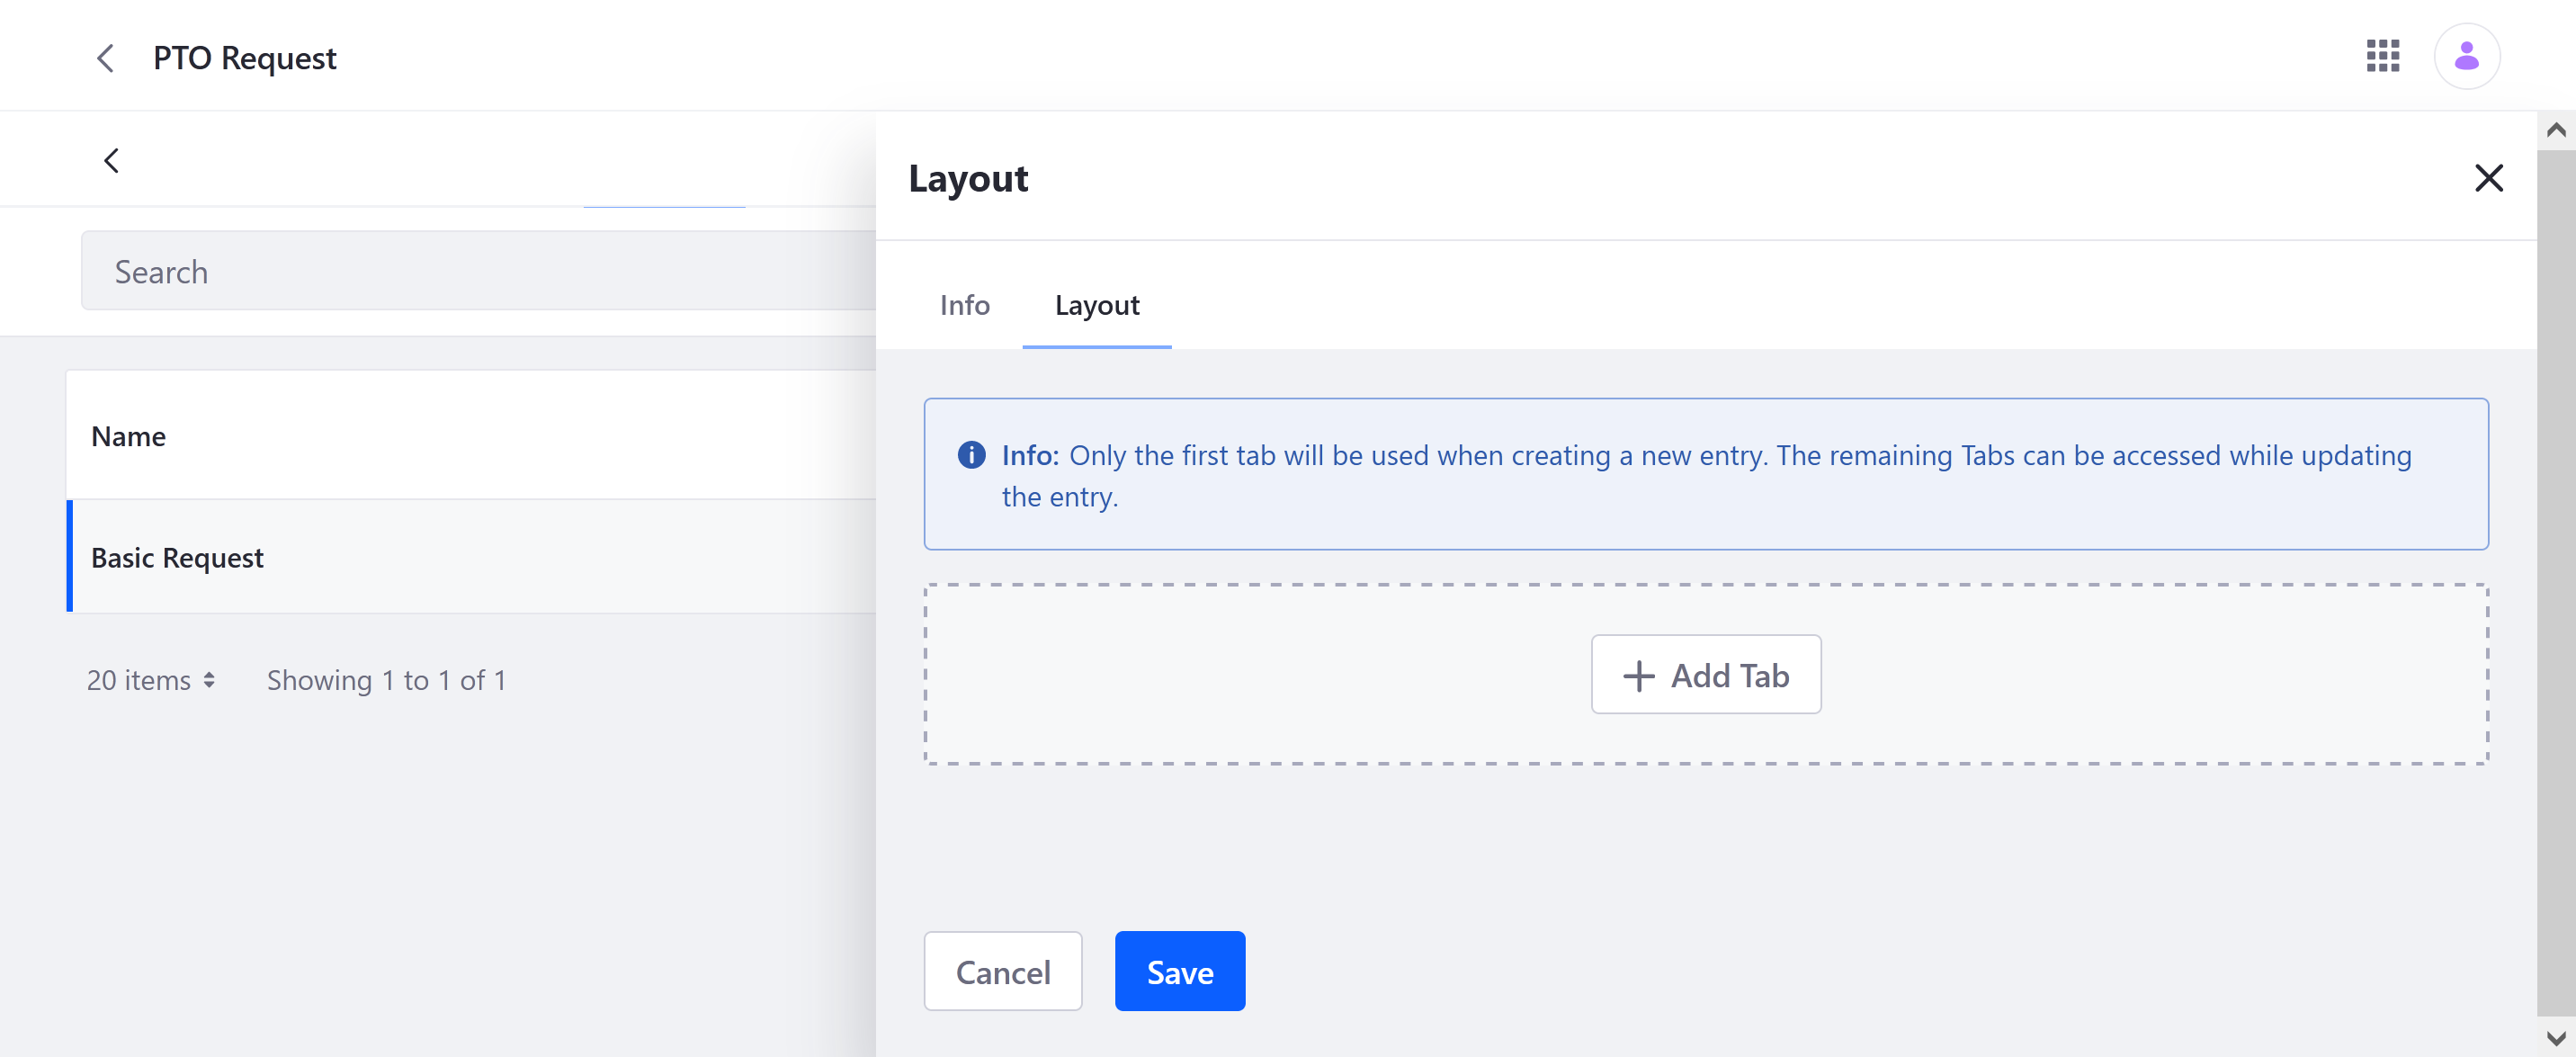 PTO Request
Layout
Search
Info
Layout
Info: Only the first tab will be used when creating a new entry. The remaining Tabs can be accessed while updating
the entry.
Name
Basic Request
Add Tab
20 items
Showing 1 to 1 of 1
Cancel
Save